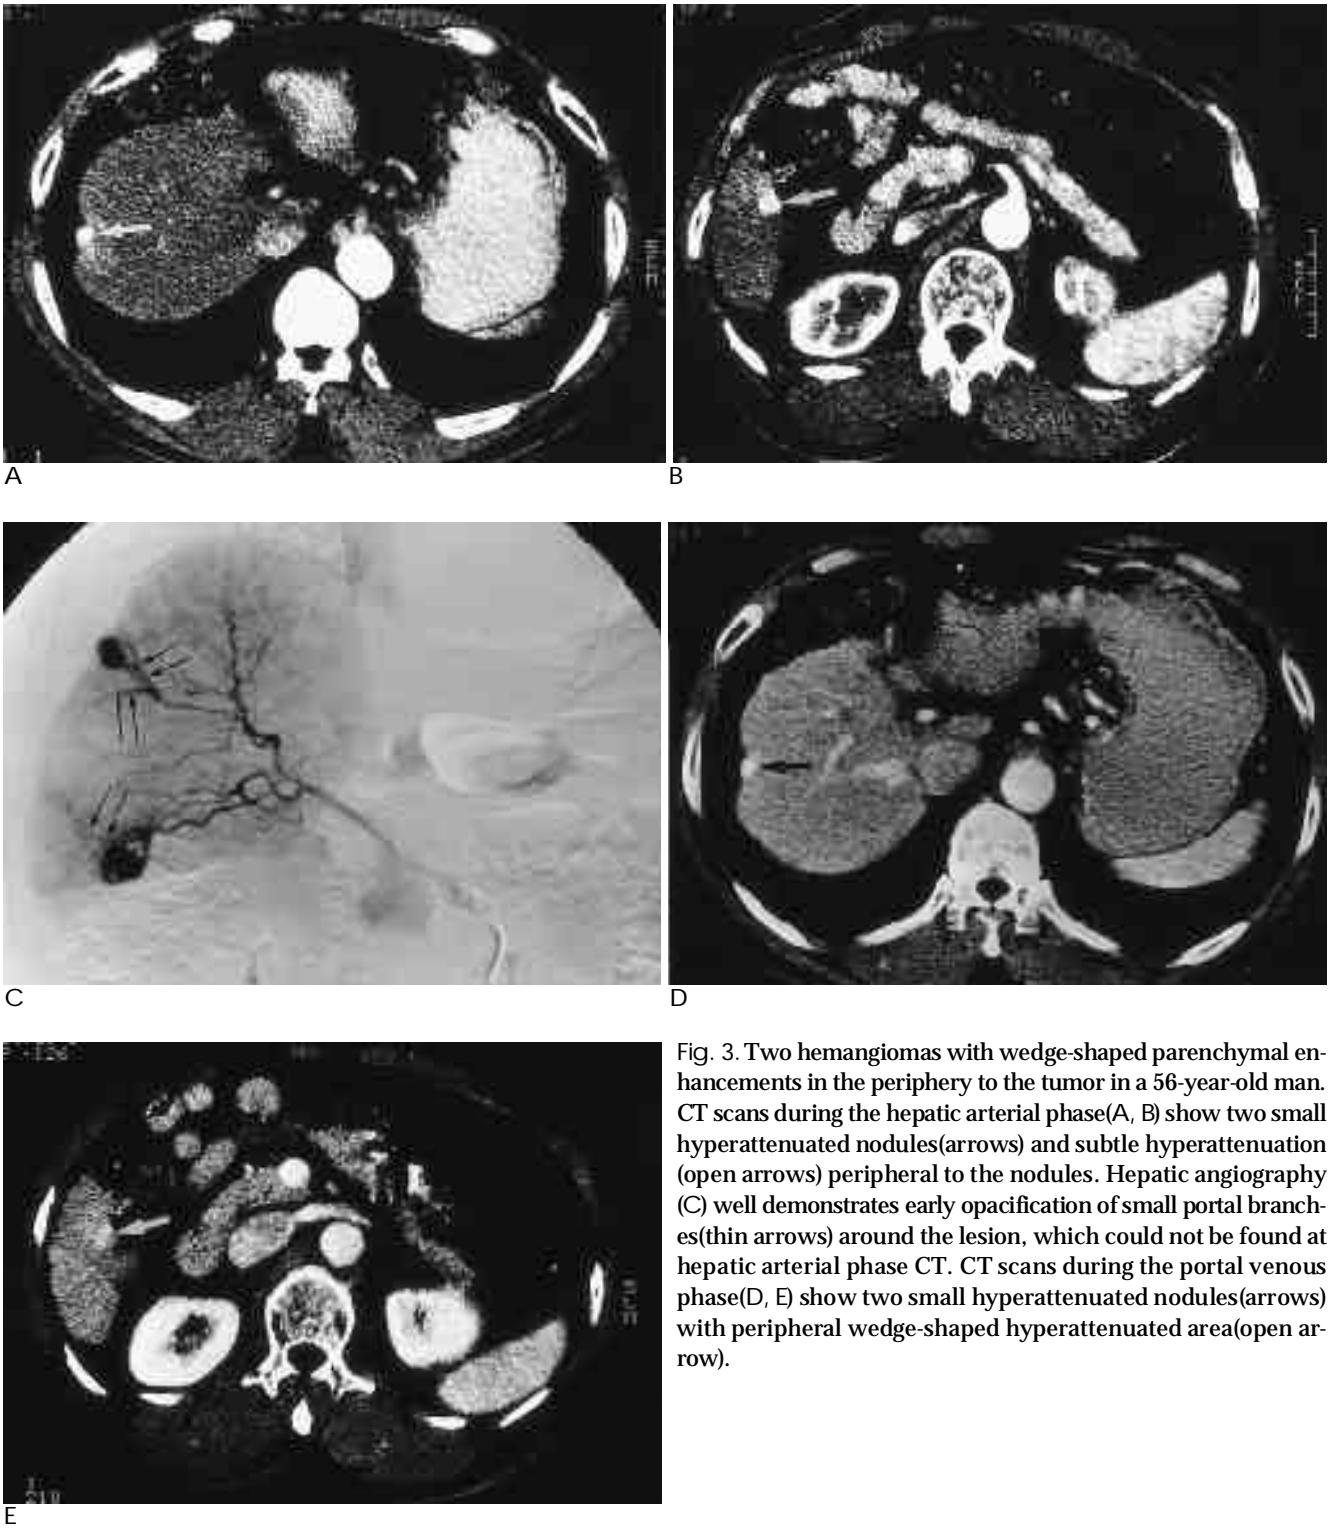 A
B
C
D
E
Fig. 3. Two hemangiomas with wedge-shaped parenchymal en-
hancements in the periphery to the tumor in a 56-year-old man.
CT scans during the hepatic arterial phase(A, B) show two small
hyperattenuated nodules(arrows) and subtle hyperattenuation
(open arrows) peripheral to the nodules. Hepatic angiography
(C) well demonstrates early opacification of small portal branch-
es(thin arrows) around the lesion, which could not be found at
hepatic arterial phase CT. CT scans during the portal venous
phase(D, E) show two small hyperattenuated nodules(arrows)
with peripheral wedge-shaped hyperattenuated area(open ar-
row).